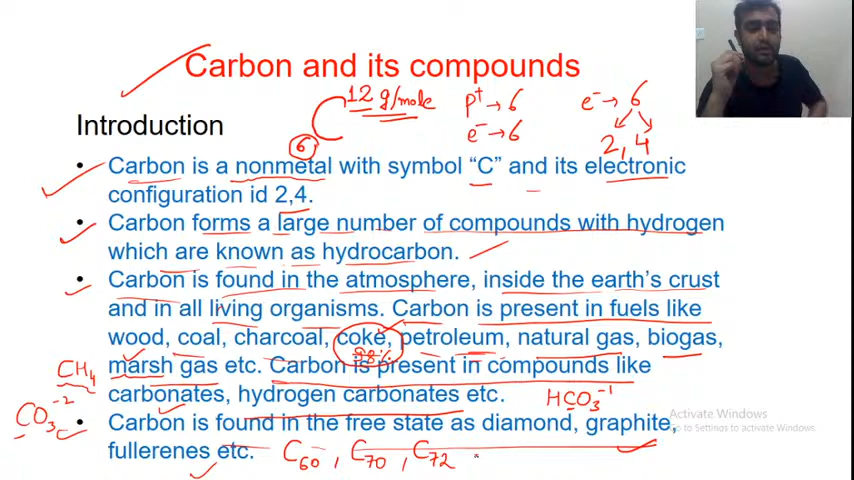 Carbon and its compounds
12 g/mole p+ → 6 e- → 6
Introduction 6 e- → 6 2, 4
• Carbon is a nonmetal with symbol “C” and its electronic
configuration id 2,4.
• Carbon forms a large number of compounds with hydrogen
which are known as hydrocarbon.
• Carbon is found in the atmosphere, inside the earth’s crust
and in all living organisms. Carbon is present in fuels like
wood, coal, charcoal, coke, petroleum, natural gas, biogas,
98%
CH4 marsh gas etc. Carbon is present in compounds like
carbonates, hydrogen carbonates etc. HCO3-1
CO3-2
• Carbon is found in the free state as diamond, graphite,
fullerenes etc. C60, C70, C72
Activate Windows
Go to Settings to activate Windows.